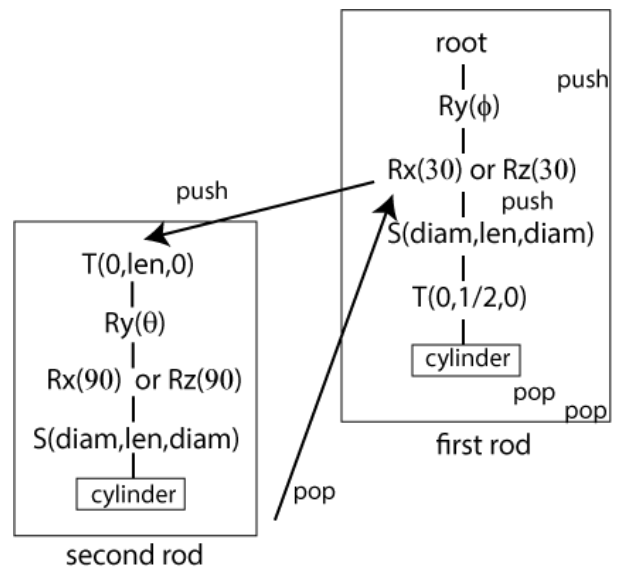 root
push
Ry(ϕ)
Rx(30) or Rz(30)
push
S(diam,len,diam)
T(0,1/2,0)
cylinder
pop
pop
first rod
push
T(0,len,0)
Ry(θ)
Rx(90) or Rz(90)
S(diam,len,diam)
cylinder
pop
second rod